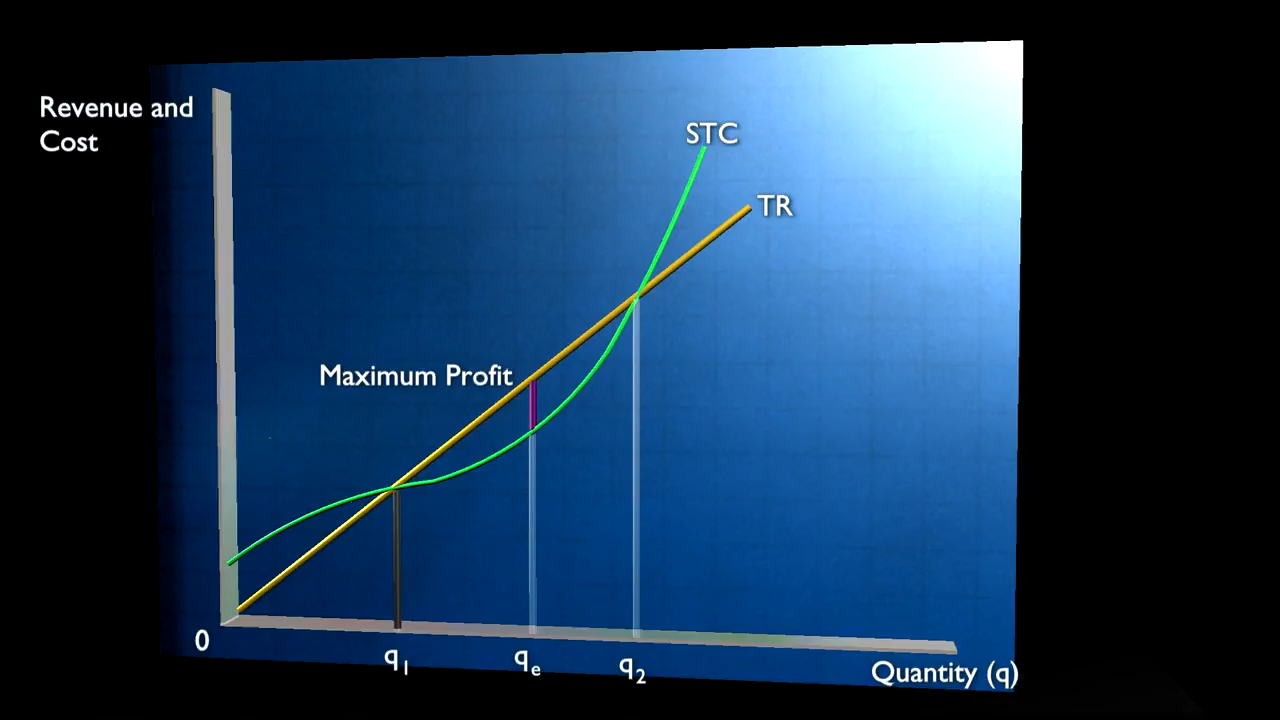 Revenue and
Cost
STC
TR
Maximum Profit
0
q₁
qₑ
q₂
Quantity (q)